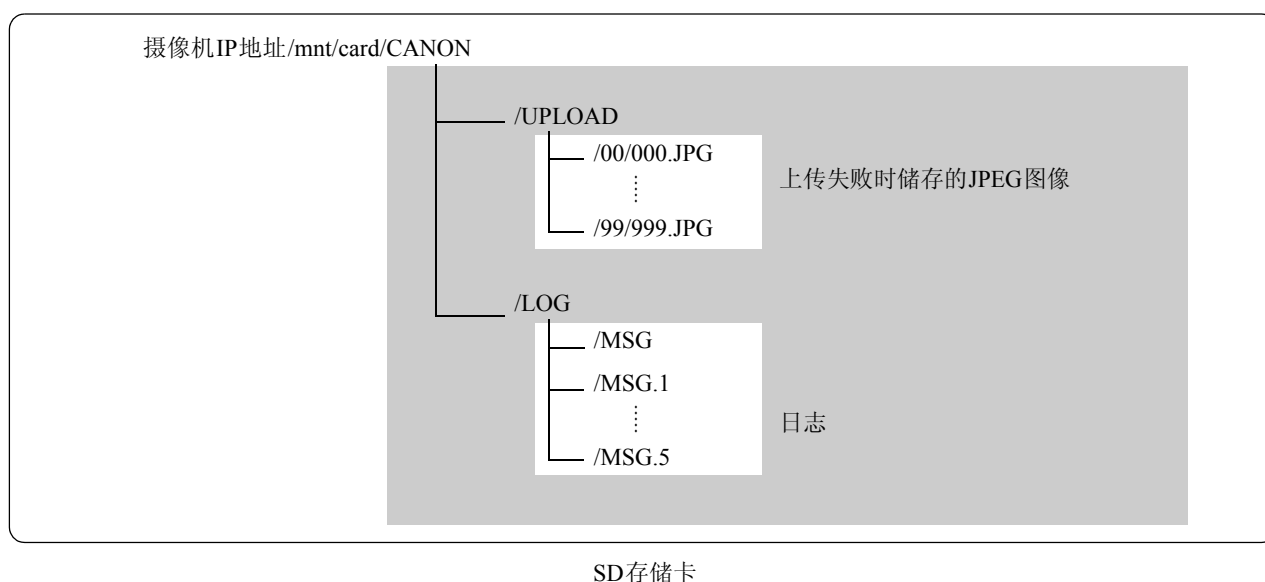 摄像机IP地址/mnt/card/CANON
/UPLOAD
/00/000.JPG
上传失败时储存的JPEG图像
/99/999.JPG
/LOG
/MSG
/MSG.1
日志
/MSG.5
SD存储卡